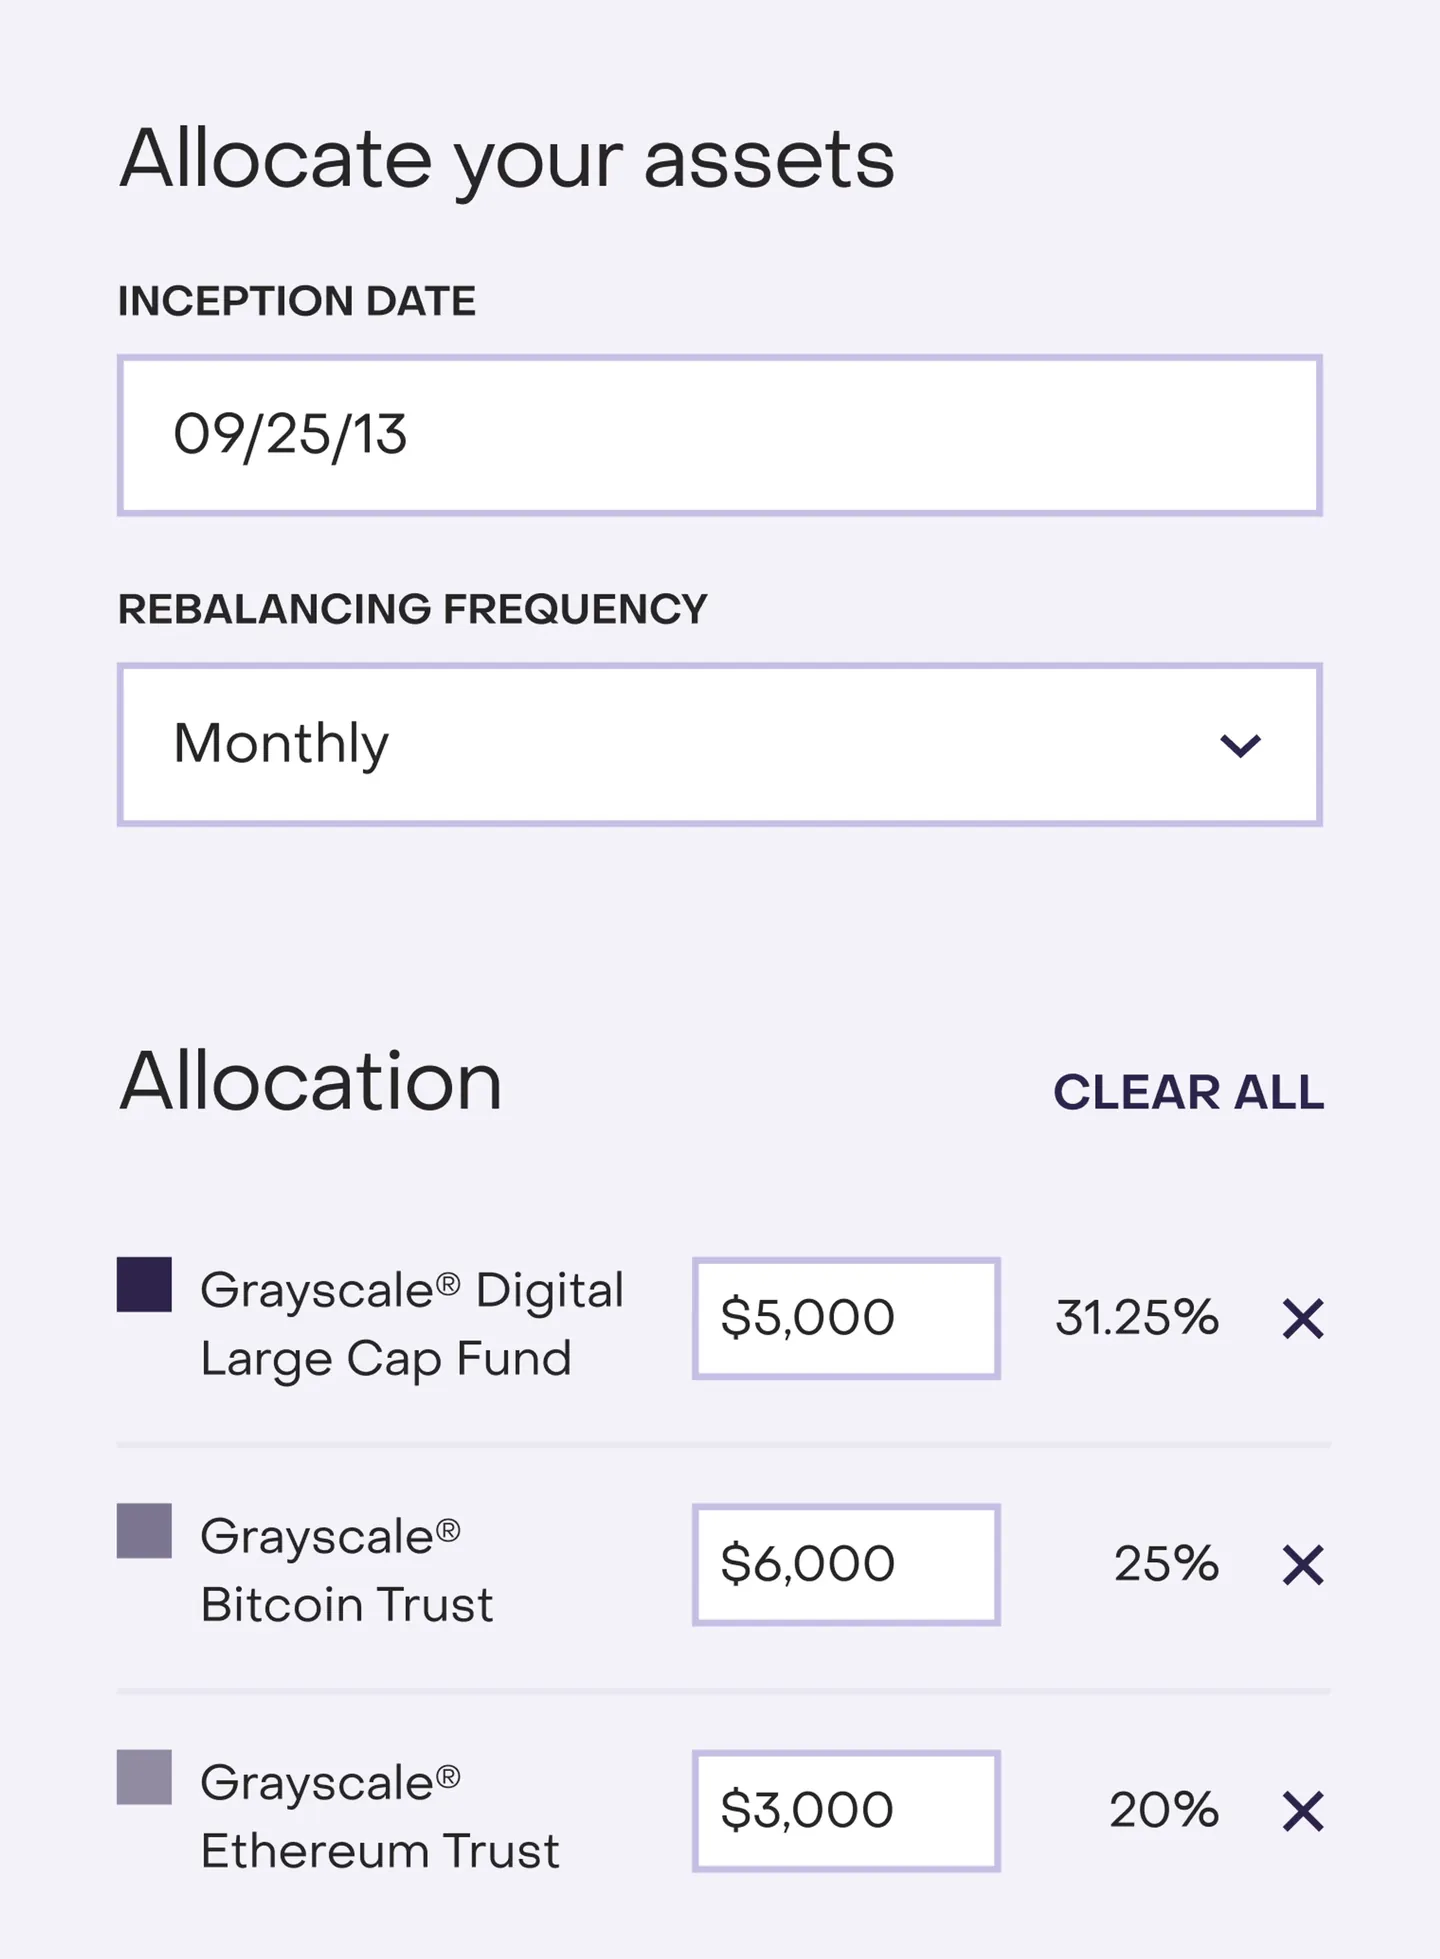 Allocate your assets
INCEPTION DATE
09/25/13
REBALANCING FREQUENCY
Monthly
Allocation
CLEAR ALL
Grayscale® Digital
Large Cap Fund
$5,000
31.25%
Grayscale®
Bitcoin Trust
$6,000
25%
Grayscale®
Ethereum Trust
$3,000
20%